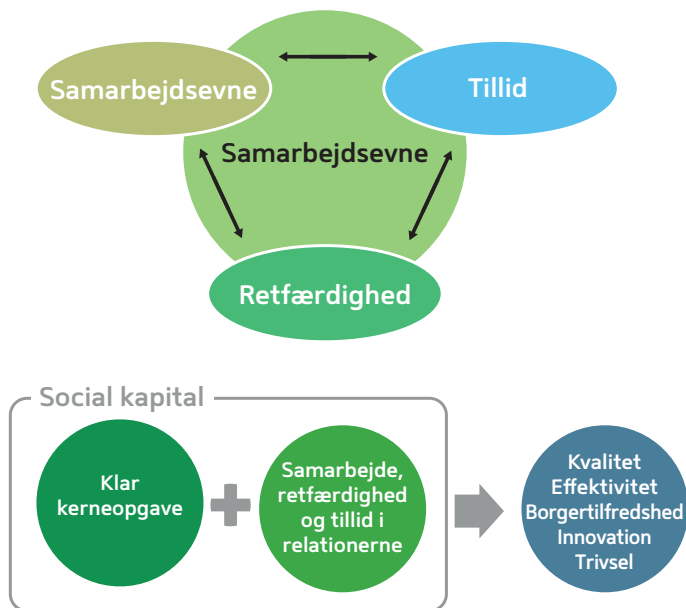 Samarbejdsevne
Tillid
Samarbejdsevne
Retfærdighed
Social kapital
Klar
kerneopgave
Samarbejde,
retfærdighed
og tillid i
relationerne
Kvalitet
Effektivitet
Borgertilfredshed
Innovation
Trivsel